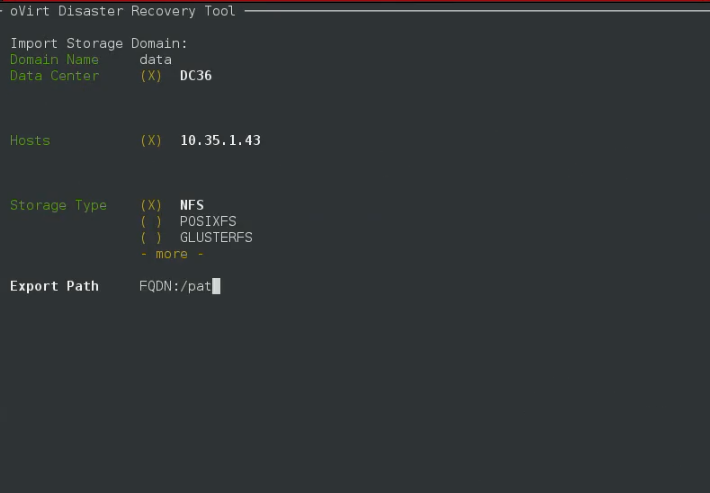 oVirt Disaster Recovery Tool
Import Storage Domain:
Domain Name data
Data Center (X) DC36
Hosts (X) 10.35.1.43
Storage Type (X) NFS
( ) POSIXFS
( ) GLUSTERFS
- more -
Export Path FQDN:/pat